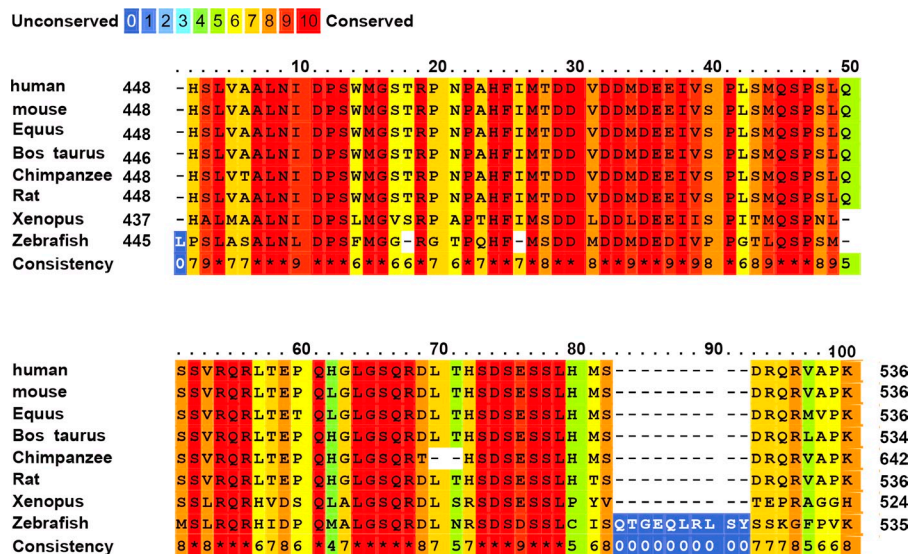 Unconserved 0 1 2 3 4 5 6 7 8 9 10 Conserved
. . . . . . . . . 10 . . . . . . . . . 20 . . . . . . . . . 30 . . . . . . . . . 40 . . . . . . . . . 50
human 448 -HSLVAALNI DPSWMGSTRP NPAHFIMTDD VDDMDEEIVS PLSMQSPSLQ
mouse 448 -HSLVAALNI DPSWMGSTRP NPAHFIMTDD VDDMDEEIVS PLSMQSPSLQ
Equus 448 -HSLVAALNI DPSWMGSTRP NPAHFIMTDD VDDMDEEIVS PLSMQSPSLQ
Bos taurus 446 -HSLVAALNI DPSWMGSTRP NPAHFIMTDD VDDMDEEIVS PLSMQSPSLQ
Chimpanzee 448 -HSLVTALNI DPSWMGSTRP NPAHFIMTDD VDDMDEEIVS PLSMQSPSLQ
Rat 448 -HSLVAALNI DPSWMGSTRP NPAHFIMTDD VDDMDEEIVS PLSMQSPSLQ
Xenopus 437 -HALMAALNI DPSLMGVSRP APTHFIMSDD LDDLDEEIIS PITMQSPNL-
Zebrafish 445 LPSLASALNL DPSFMGG-RG TPQHF-MSDD MDDMDDEIVP PGTLQSPSM-
Consistency 079*77***9 ***6**66*7 6*7**7*8** 8**9*9**98 *689***895
. . . . . . . . . 60 . . . . . . . . . 70 . . . . . . . . . 80 . . . . . . . . . 90 . . . . . . . . . 100
human SSVRQRLTEP QHGLGSQRDL THSDSESSLH MS-------- --DRQRVAPK 536
mouse SSVRQRLTEP QLGLGSQRDL THSDSESSLH MS-------- --DRQRVAPK 536
Equus SSVRQRLTET QLGLGSQRDL THSDSESSLH MS-------- --DRQRMVPK 536
Bos taurus SSVRQRLTEP QHGLGSQRDL THSDSESSLH MS-------- --DRQRLAPK 534
Chimpanzee SSVRQRLTEP QHGLGSQRT- -HSDSESSLH MS-------- --DRQRVAPK 642
Rat SSVRQRLTEP QHGLGSQRDL THSDSESSLH TS-------- --DRQRVAPK 536
Xenopus SSLRQRHVDS QLALGSQRDL SRSDSDSSLP YV-------- --TEPRAGGH 524
Zebrafish MSLRQRHIDP QMALGSQRDL NRSDSESSLC ISQTGEQLRL SYSSKGFPVK 535
Consistency 8*8***6786 *47*****87 57***9***5 6800000000 0077785668